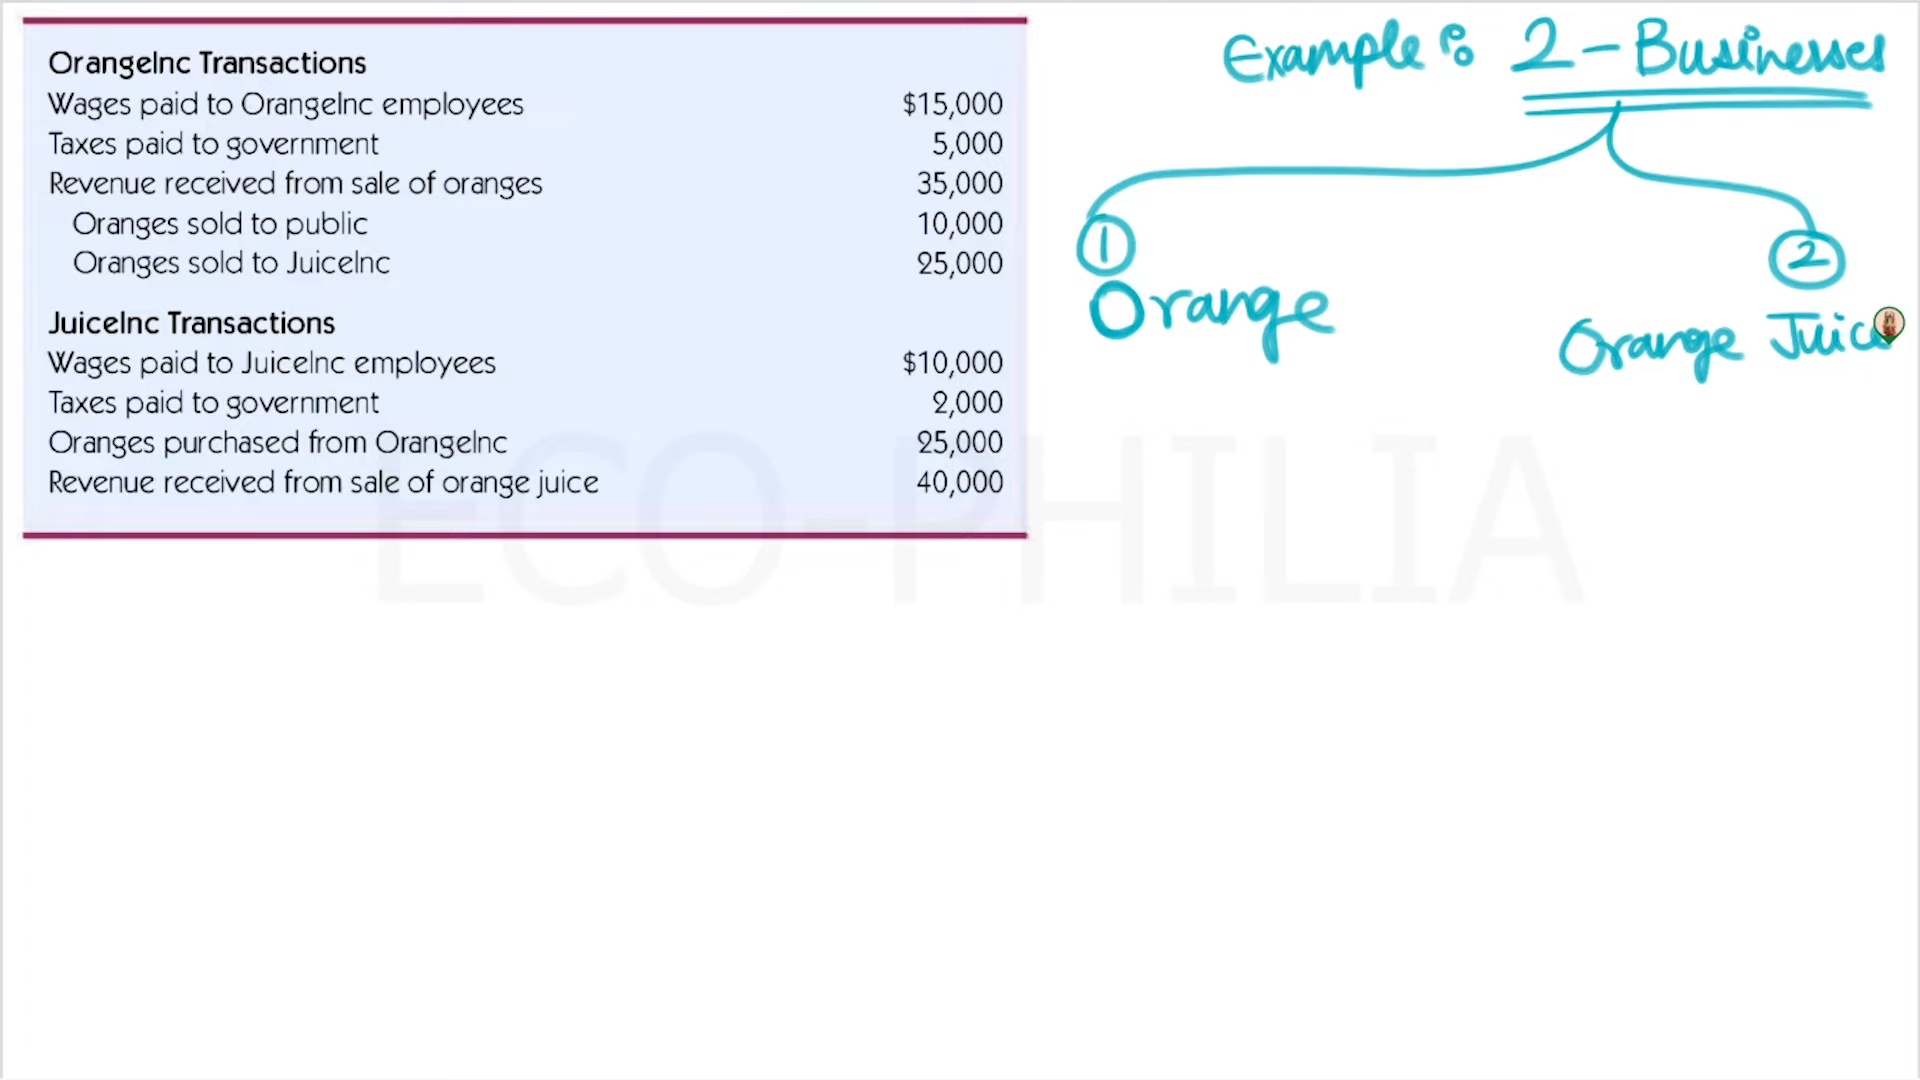 OrangeInc Transactions
Wages paid to OrangeInc employees $15,000
Taxes paid to government 5,000
Revenue received from sale of oranges 35,000
Oranges sold to public 10,000
Oranges sold to JuiceInc 25,000
JuiceInc Transactions
Wages paid to JuiceInc employees $10,000
Taxes paid to government 2,000
Oranges purchased from OrangeInc 25,000
Revenue received from sale of orange juice 40,000
Example : 2 - Businesses
1
Orange
2
Orange Juice
ECO-PHILIA